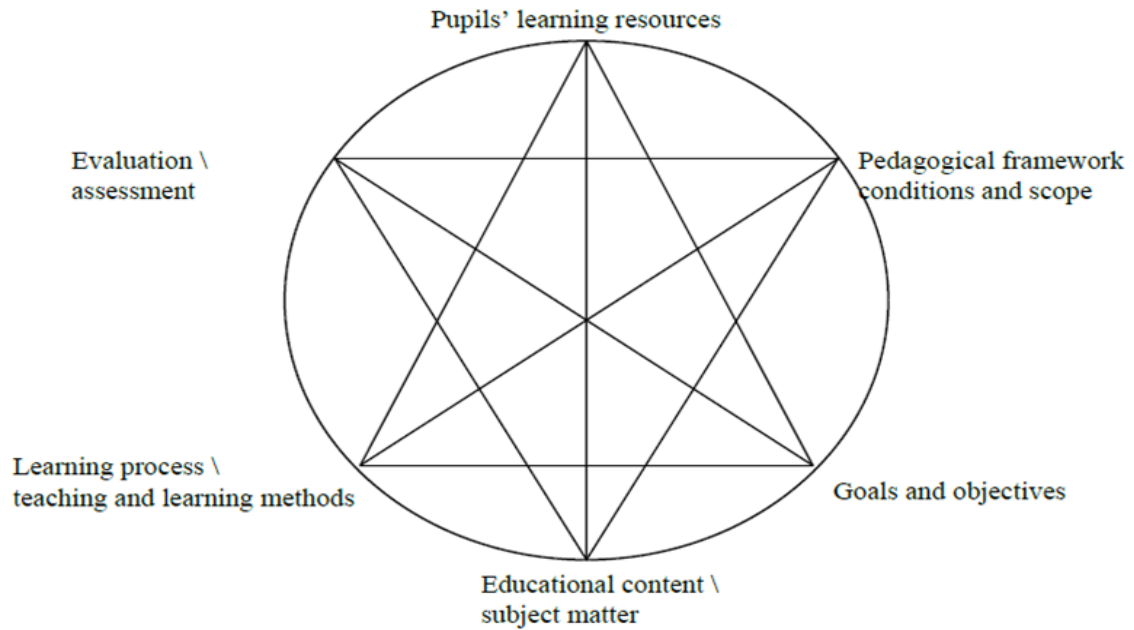 Pupils’ learning resources
Evaluation \
assessment
Pedagogical framework
conditions and scope
Learning process \
teaching and learning methods
Goals and objectives
Educational content \
subject matter